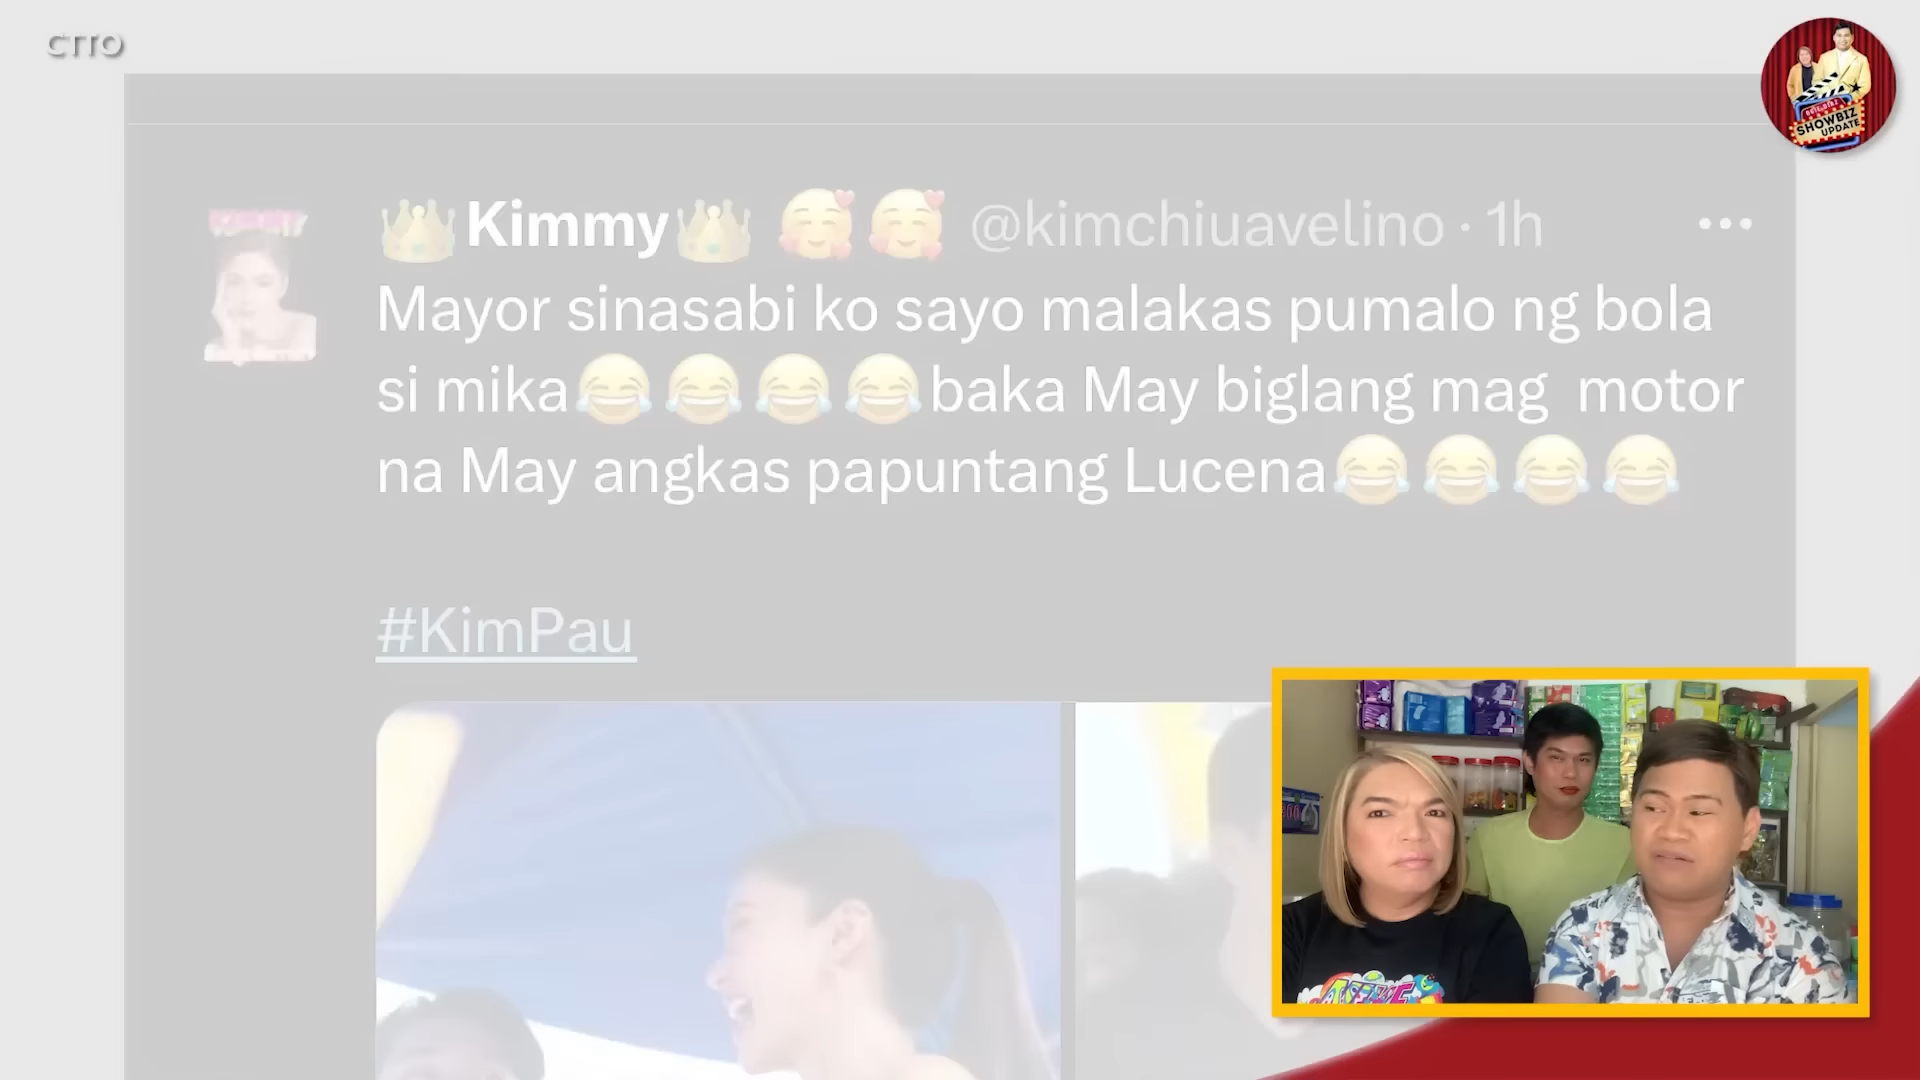 CTTO
SHOWBIZ
UPDATE
👑Kimmy👑 🥰🥰 @kimchiuavelino · 1h
Mayor sinasabi ko sayo malakas pumalo ng bola
si mika😂😂😂😂baka May biglang mag motor
na May angkas papuntang Lucena😂😂😂😂
#KimPau